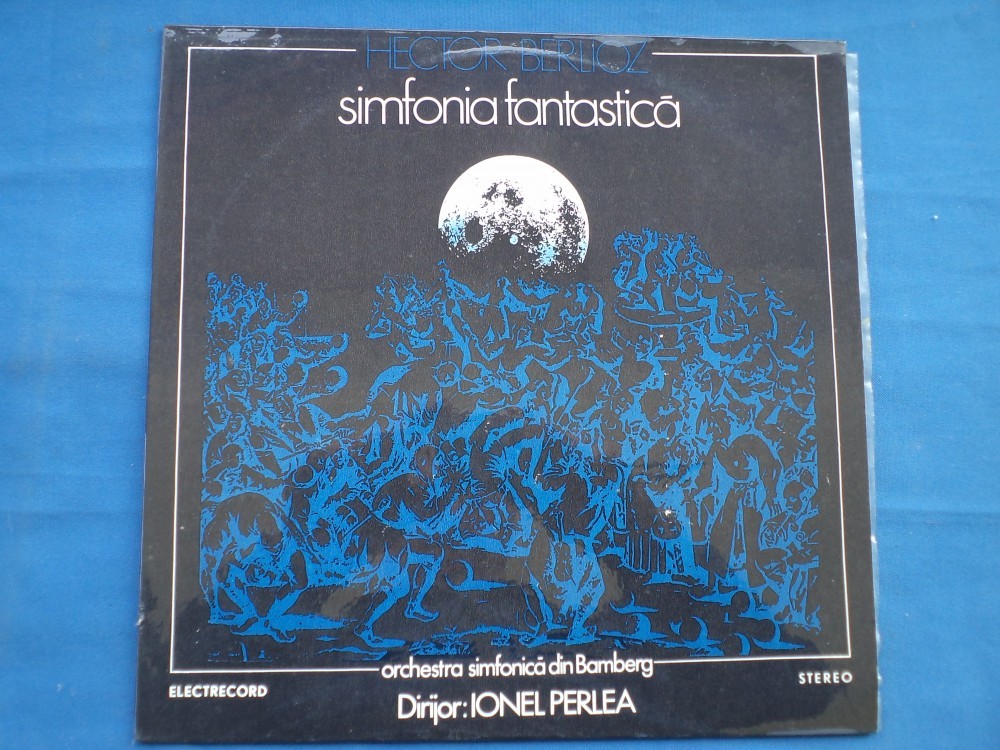 HECTOR BERLIOZ
simfonia fantastică
orchestra simfonică din Bamberg
ELECTRECORD
STEREO
Dirijor: IONEL PERLEA